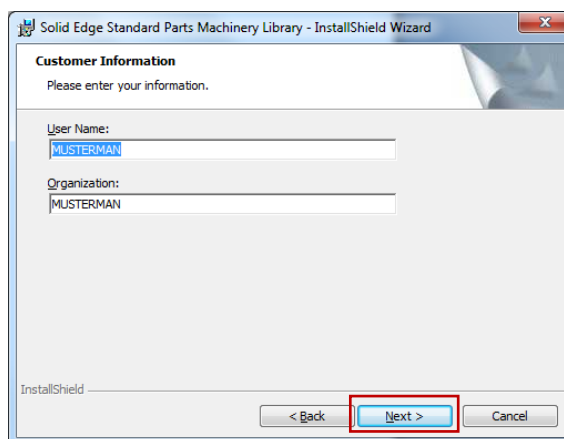 Solid Edge Standard Parts Machinery Library - InstallShield Wizard
Customer Information
Please enter your information.
User Name:
MUSTERMAN
Organization:
MUSTERMAN
InstallShield
< Back Next > Cancel